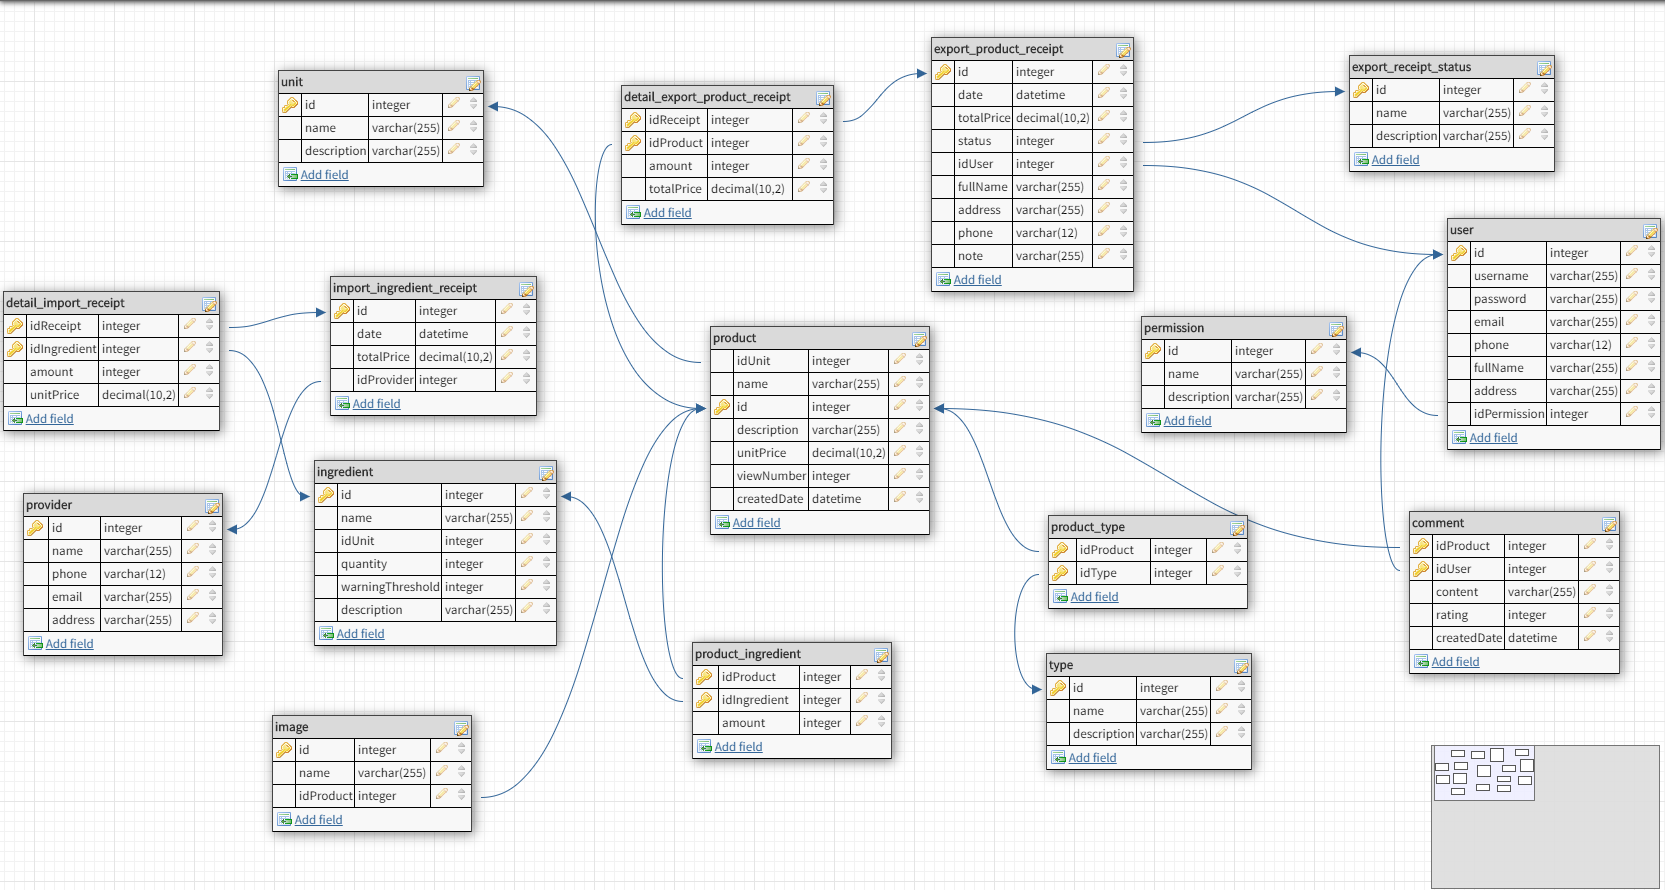 unit
id integer
name varchar(255)
description varchar(255)
Add field
detail_export_product_receipt
idReceipt integer
idProduct integer
amount integer
totalPrice decimal(10,2)
Add field
export_product_receipt
id integer
date datetime
totalPrice decimal(10,2)
status integer
idUser integer
fullName varchar(255)
address varchar(255)
phone varchar(12)
note varchar(255)
Add field
export_receipt_status
id integer
name varchar(255)
description varchar(255)
Add field
user
id integer
username varchar(255)
password varchar(255)
email varchar(255)
phone varchar(12)
fullName varchar(255)
address varchar(255)
idPermission integer
Add field
detail_import_receipt
idReceipt integer
idIngredient integer
amount integer
unitPrice decimal(10,2)
Add field
import_ingredient_receipt
id integer
date datetime
totalPrice decimal(10,2)
idProvider integer
Add field
product
idUnit integer
name varchar(255)
id integer
description varchar(255)
unitPrice decimal(10,2)
viewNumber integer
createdDate datetime
Add field
permission
id integer
name varchar(255)
description varchar(255)
Add field
provider
id integer
name varchar(255)
phone varchar(12)
email varchar(255)
address varchar(255)
Add field
ingredient
id integer
name varchar(255)
idUnit integer
quantity integer
warningThreshold integer
description varchar(255)
Add field
product_type
idProduct integer
idType integer
Add field
comment
idProduct integer
idUser integer
content varchar(255)
rating integer
createdDate datetime
Add field
product_ingredient
idProduct integer
idIngredient integer
amount integer
Add field
type
id integer
name varchar(255)
description varchar(255)
Add field
image
id integer
name varchar(255)
idProduct integer
Add field